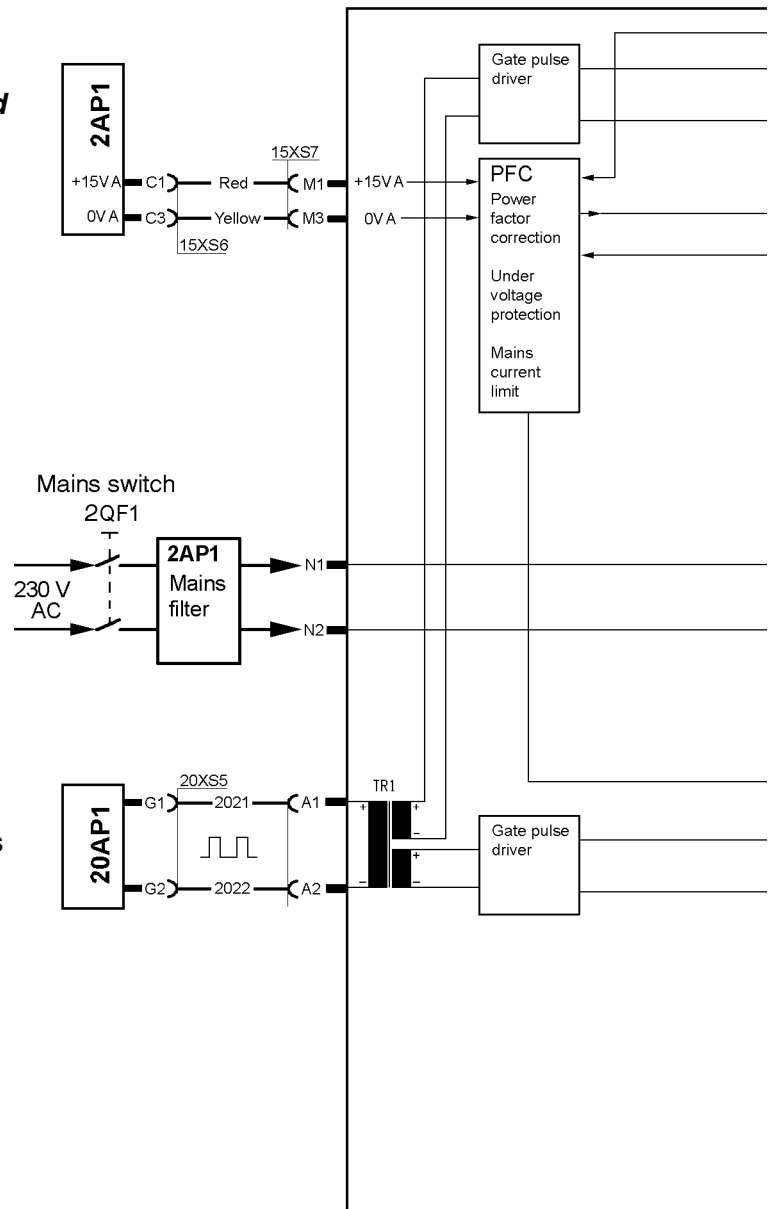 d
2AP1
+15V A
C1
Red
15XS7
M1
+15V A
0V A
C3
Yellow
M3
0V A
15XS6
Gate pulse
driver
PFC
Power
factor
correction
Under
voltage
protection
Mains
current
limit
Mains switch
2QF1
230 V
AC
2AP1
Mains
filter
N1
N2
s
20AP1
G1
20XS5
2021
A1
G2
2022
A2
TR1
+
+
-
+
-
-
Gate pulse
driver